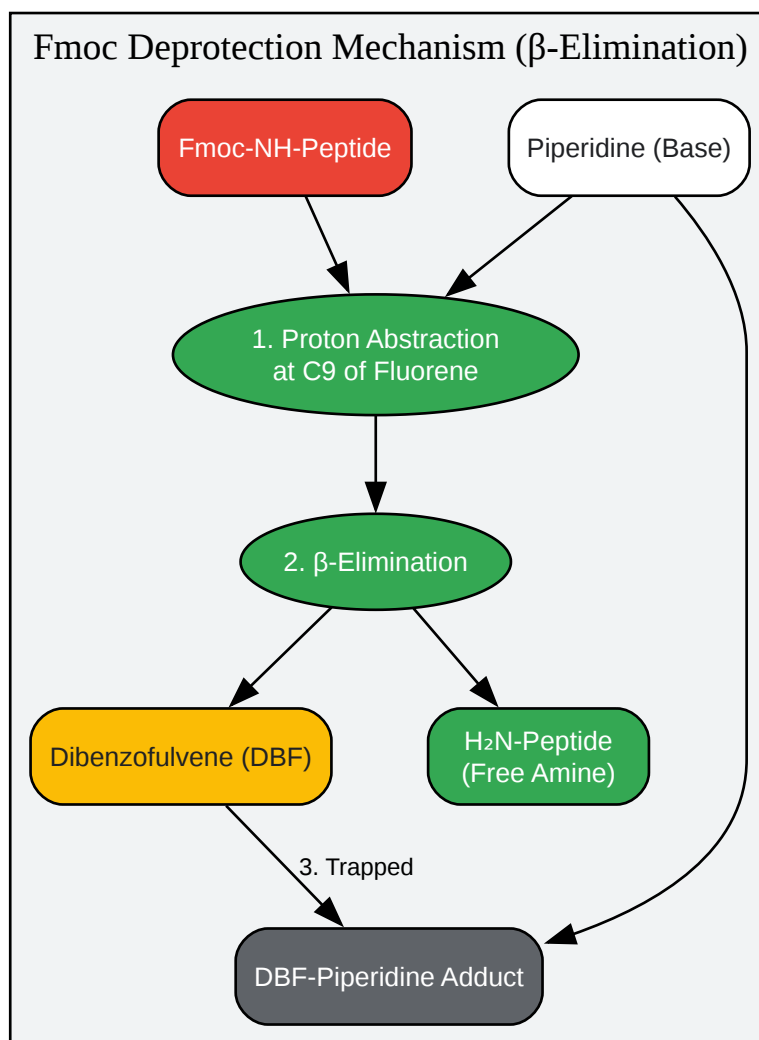 Fmoc Deprotection Mechanism (β-Elimination)
Fmoc-NH-Peptide
Piperidine (Base)
1. Proton Abstraction
at C9 of Fluorene
2. β-Elimination
Dibenzofulvene (DBF)
H₂N-Peptide
(Free Amine)
3. Trapped
DBF-Piperidine Adduct